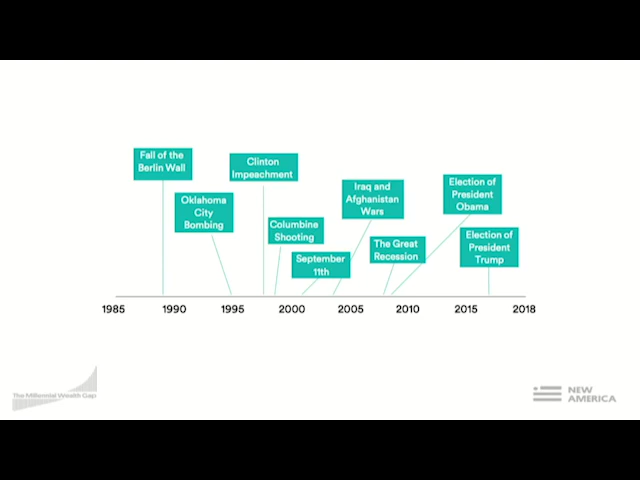 Fall of the
Berlin Wall
Oklahoma
City
Bombing
Clinton
Impeachment
Columbine
Shooting
September
11th
Iraq and
Afghanistan
Wars
The Great
Recession
Election of
President
Obama
Election of
President
Trump
1985 1990 1995 2000 2005 2010 2015 2018
The Millennial Wealth Gap
NEW
AMERICA